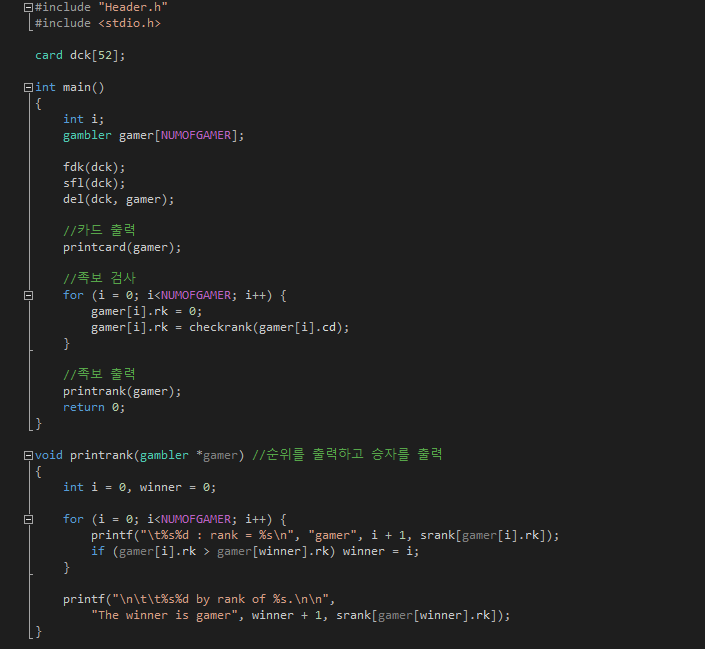 #include "Header.h"
#include <stdio.h>
card dck[52];
int main()
{
int i;
gambler gamer[NUMOFGAMER];
fdk(dck);
sfl(dck);
del(dck, gamer);
//카드 출력
printcard(gamer);
//족보 검사
for (i = 0; i<NUMOFGAMER; i++) {
gamer[i].rk = 0;
gamer[i].rk = checkrank(gamer[i].cd);
}
//족보 출력
printrank(gamer);
return 0;
}
void printrank(gambler *gamer) //순위를 출력하고 승자를 출력
{
int i = 0, winner = 0;
for (i = 0; i<NUMOFGAMER; i++) {
printf("\t%s%d : rank = %s\n", "gamer", i + 1, srank[gamer[i].rk]);
if (gamer[i].rk > gamer[winner].rk) winner = i;
}
printf("\n\t\t%s%d by rank of %s.\n\n",
"The winner is gamer", winner + 1, srank[gamer[winner].rk]);
}